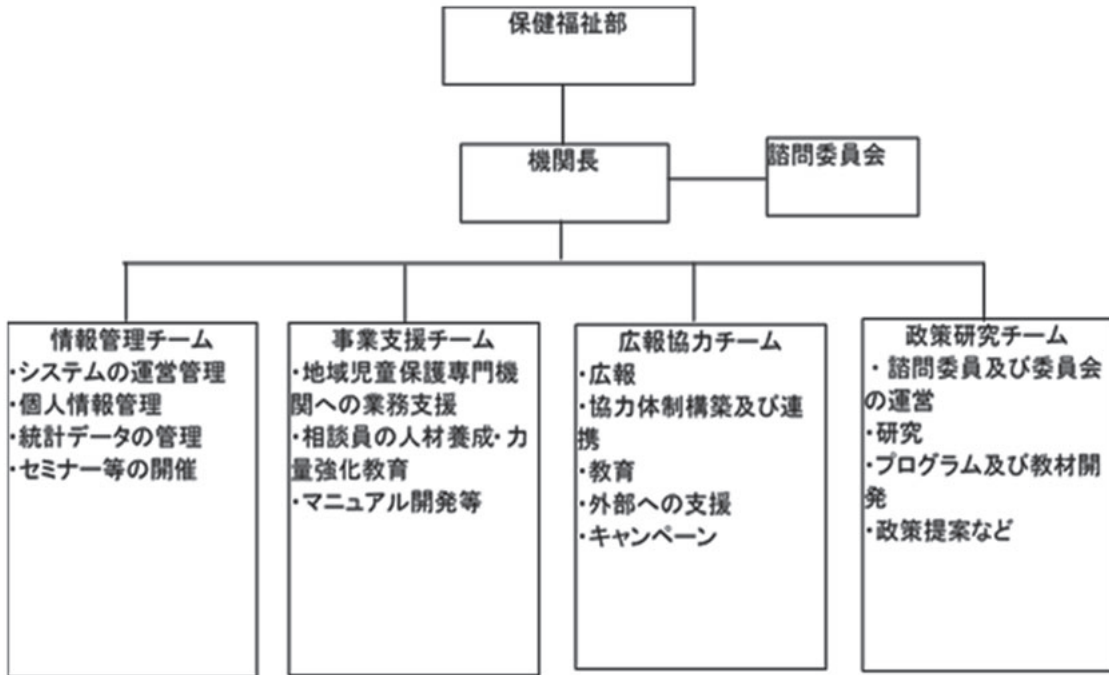 保健福祉部
機関長
諮問委員会
情報管理チーム
・システムの運営管理
・個人情報管理
・統計データの管理
・セミナー等の開催
事業支援チーム
・地域児童保護専門機
関への業務支援
・相談員の人材養成・力
量強化教育
・マニュアル開発等
広報協力チーム
・広報
・協力体制構築及び連
携
・教育
・外部への支援
・キャンペーン
政策研究チーム
・諮問委員及び委員会
の運営
・研究
・プログラム及び教材開
発
・政策提案など